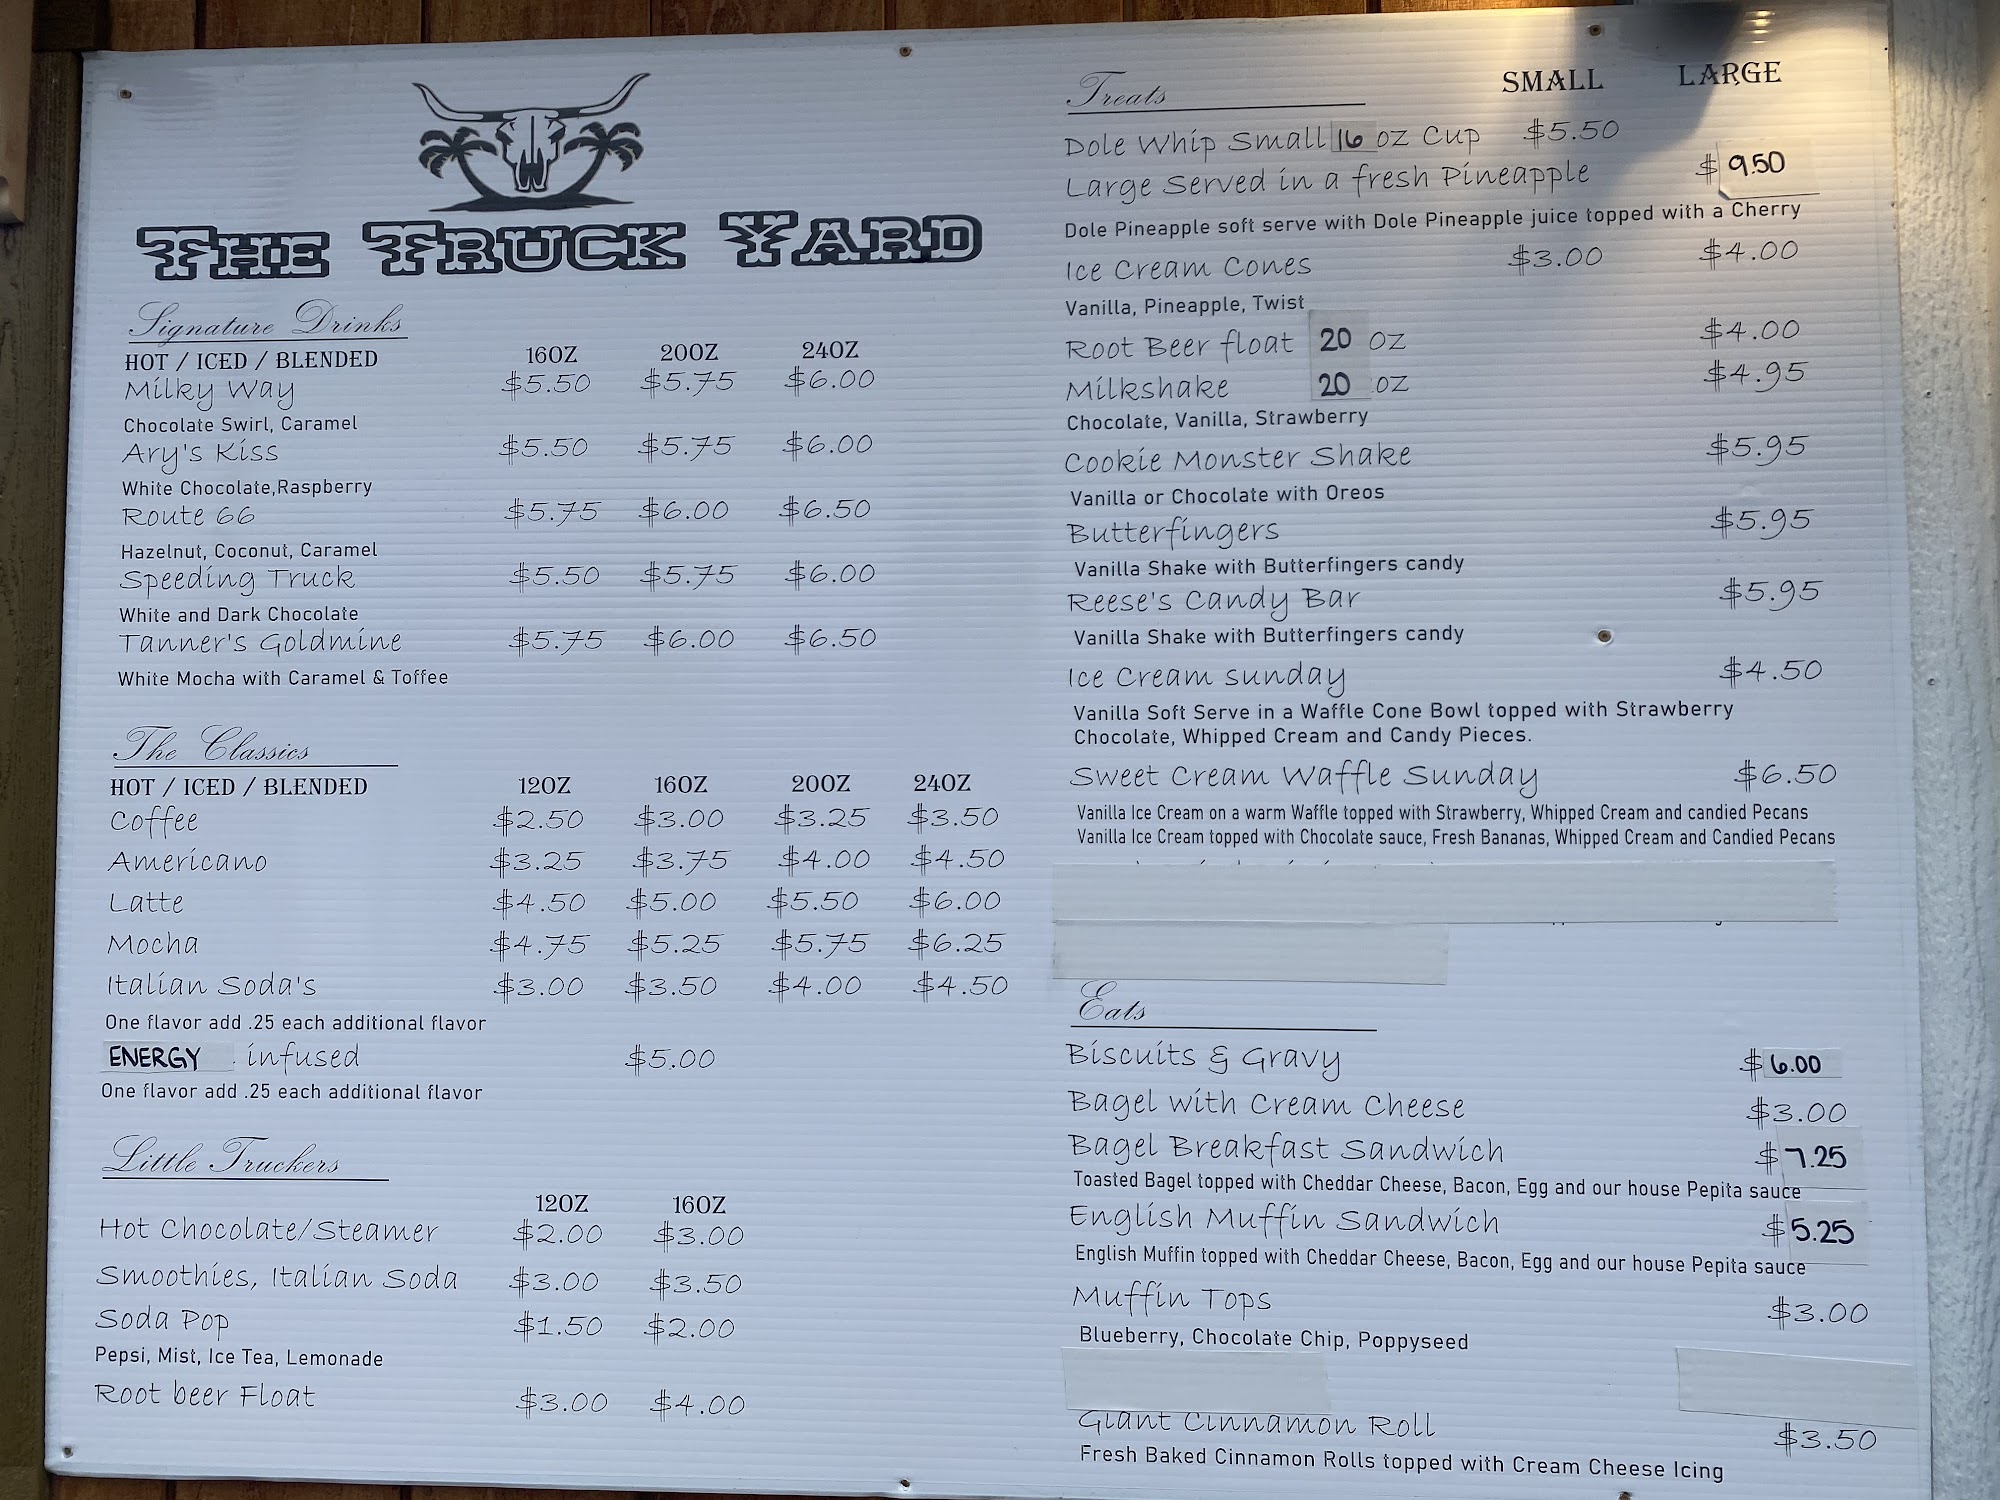 THE TRUCK YARD
Signature Drinks
HOT / ICED / BLENDED 16OZ 20OZ 24OZ
Milky Way $5.50 $5.75 $6.00
Chocolate Swirl, Caramel
Ary's Kiss $5.50 $5.75 $6.00
White Chocolate,Raspberry
Route 66 $5.75 $6.00 $6.50
Hazelnut, Coconut, Caramel
Speeding Truck $5.50 $5.75 $6.00
White and Dark Chocolate
Tanner's Goldmine $5.75 $6.00 $6.50
White Mocha with Caramel & Toffee
The Classics
HOT / ICED / BLENDED 12OZ 16OZ 20OZ 24OZ
Coffee $2.50 $3.00 $3.25 $3.50
Americano $3.25 $3.75 $4.00 $4.50
Latte $4.50 $5.00 $5.50 $6.00
Mocha $4.75 $5.25 $5.75 $6.25
Italian Soda's $3.00 $3.50 $4.00 $4.50
One flavor add .25 each additional flavor
ENERGY infused $5.00
One flavor add .25 each additional flavor
Little Truckers
12OZ 16OZ
Hot Chocolate/Steamer $2.00 $3.00
Smoothies, Italian Soda $3.00 $3.50
Soda Pop $1.50 $2.00
Pepsi, Mist, Ice Tea, Lemonade
Root beer Float $3.00 $4.00
Treats SMALL LARGE
Dole Whip Small 16 oz Cup $5.50
Large Served in a fresh Pineapple $9.50
Dole Pineapple soft serve with Dole Pineapple juice topped with a Cherry
Ice Cream Cones $3.00 $4.00
Vanilla, Pineapple, Twist
Root Beer float 20 oz $4.00
Milkshake 20 oz $4.95
Chocolate, Vanilla, Strawberry
Cookie Monster Shake $5.95
Vanilla or Chocolate with Oreos
Butterfingers $5.95
Vanilla Shake with Butterfingers candy
Reese's Candy Bar $5.95
Vanilla Shake with Butterfingers candy
Ice Cream sunday $4.50
Vanilla Soft Serve in a Waffle Cone Bowl topped with Strawberry
Chocolate, Whipped Cream and Candy Pieces.
Sweet Cream Waffle Sunday $6.50
Vanilla Ice Cream on a warm Waffle topped with Strawberry, Whipped Cream and candied Pecans
Vanilla Ice Cream topped with Chocolate sauce, Fresh Bananas, Whipped Cream and Candied Pecans
Eats
Biscuits & Gravy $6.00
Bagel with Cream Cheese $3.00
Bagel Breakfast Sandwich $7.25
Toasted Bagel topped with Cheddar Cheese, Bacon, Egg and our house Pepita sauce
English Muffin Sandwich $5.25
English Muffin topped with Cheddar Cheese, Bacon, Egg and our house Pepita sauce
Muffin Tops $3.00
Blueberry, Chocolate Chip, Poppyseed
Giant Cinnamon Roll $3.50
Fresh Baked Cinnamon Rolls topped with Cream Cheese Icing